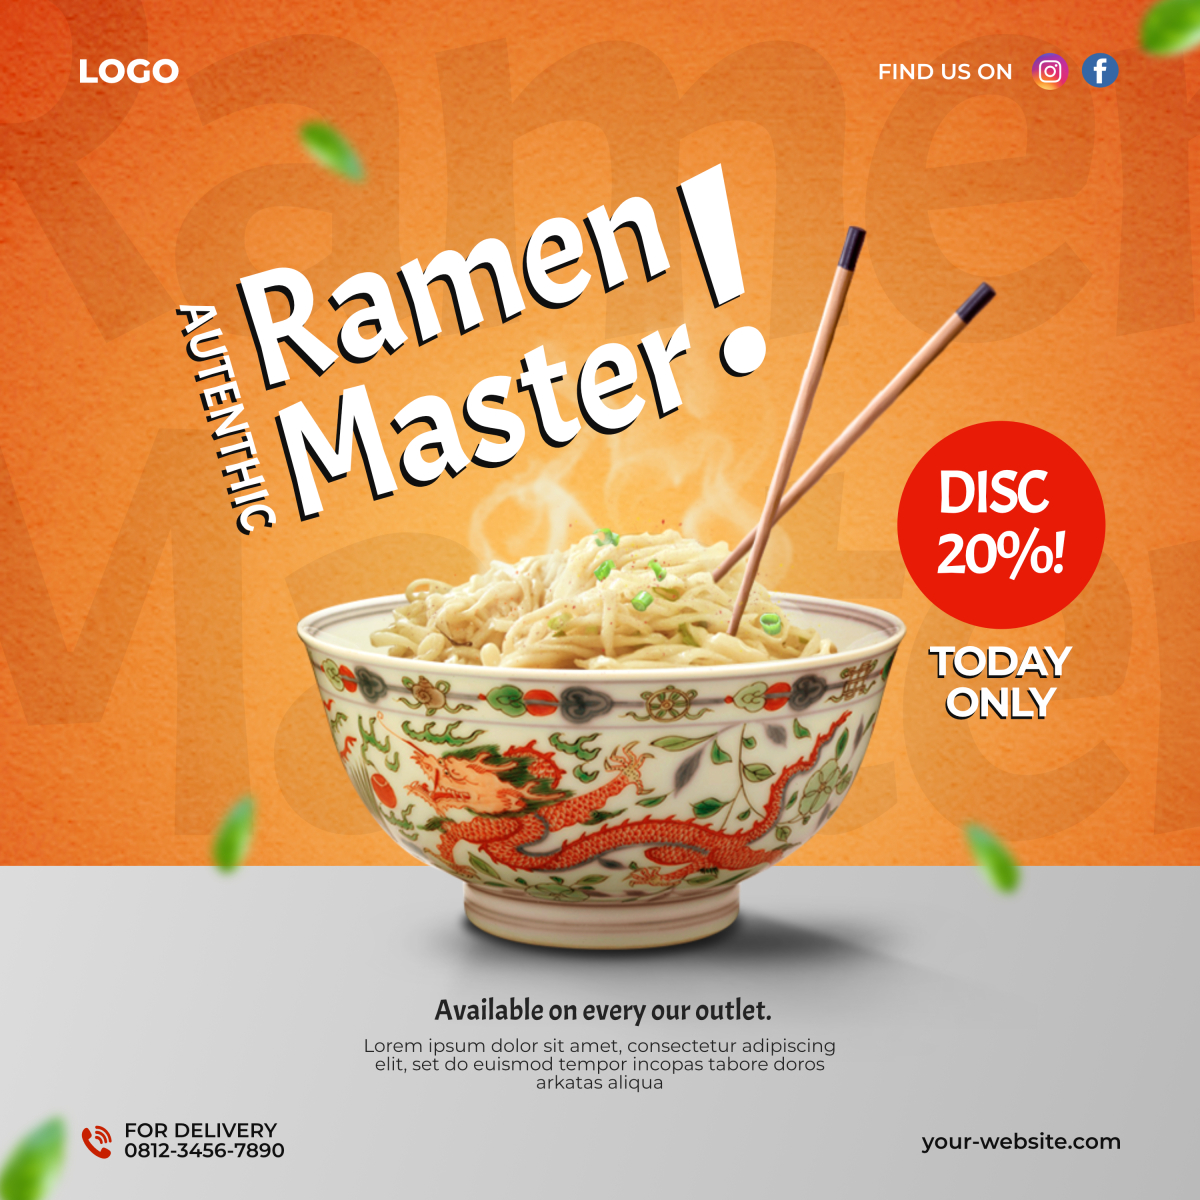 LOGO
FIND US ON
AUTENTHIC
Ramen
Master!
DISC
20%!
TODAY
ONLY
Available on every our outlet.
Lorem ipsum dolor sit amet, consectetur adipiscing
elit, set do euismod tempor incopas tabore doros
arkatas aliqua
FOR DELIVERY
0812-3456-7890
your-website.com
Ramen
Master